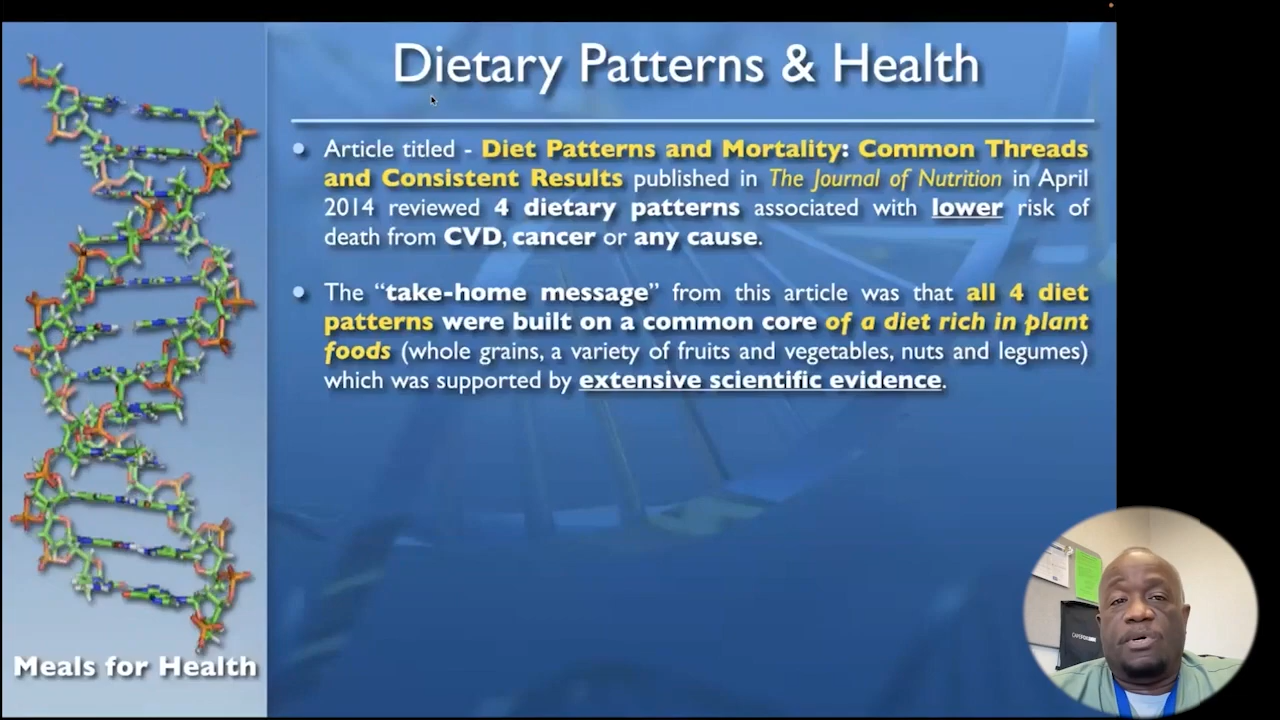 Dietary Patterns & Health
• Article titled - Diet Patterns and Mortality: Common Threads
and Consistent Results published in The Journal of Nutrition in April
2014 reviewed 4 dietary patterns associated with lower risk of
death from CVD, cancer or any cause.
• The “take-home message” from this article was that all 4 diet
patterns were built on a common core of a diet rich in plant
foods (whole grains, a variety of fruits and vegetables, nuts and legumes)
which was supported by extensive scientific evidence.
Meals for Health